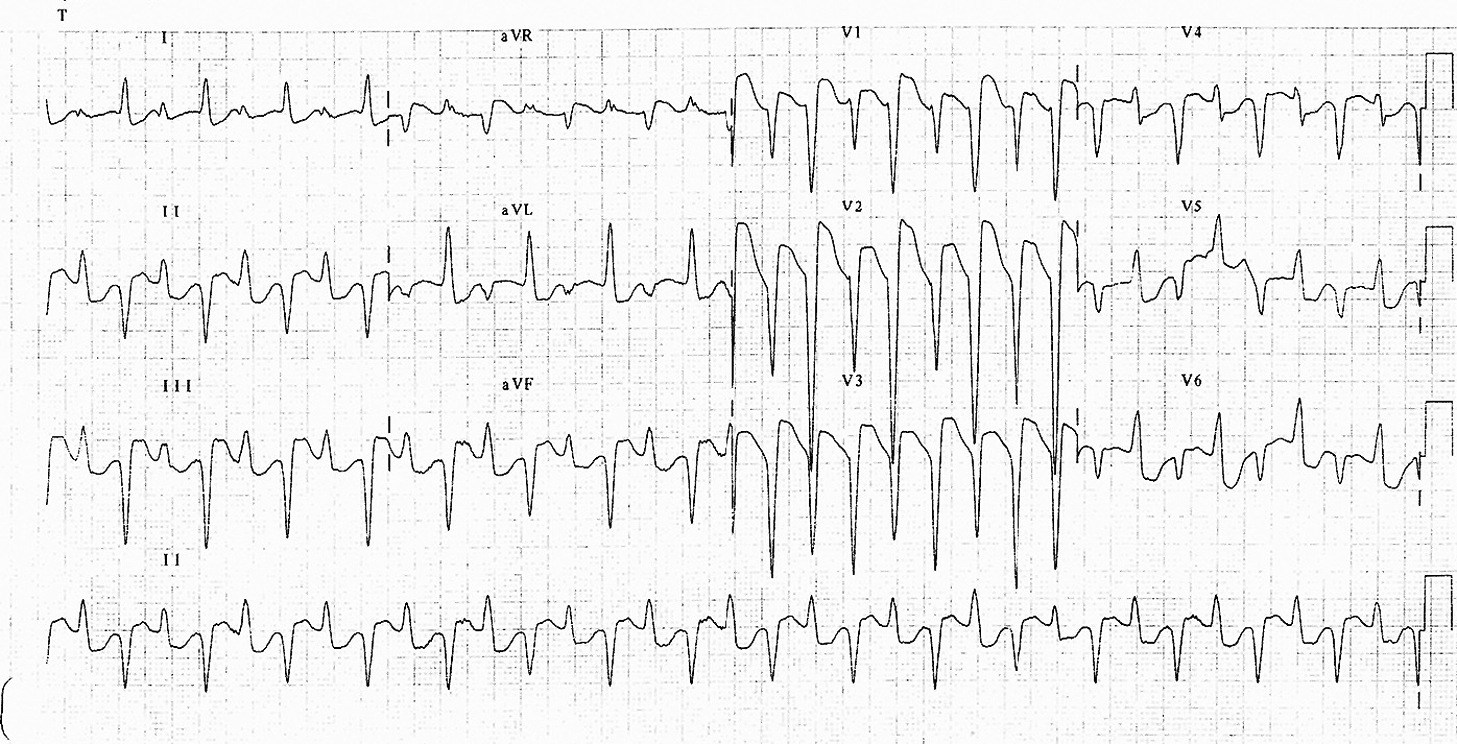 T
I aVR V1 V4
II aVL V2 V5
III aVF V3 V6
II